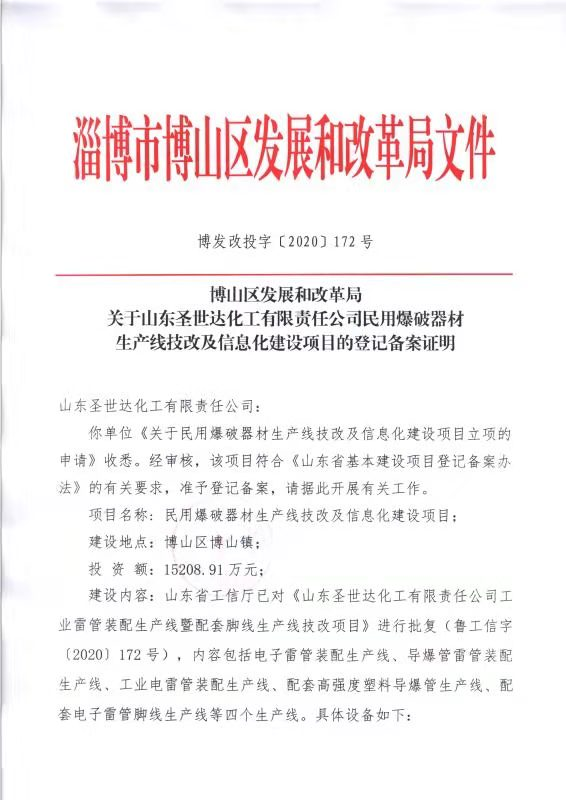 淄博市博山区发展和改革局文件
博发改投字〔2020〕172号
博山区发展和改革局
关于山东圣世达化工有限责任公司民用爆破器材
生产线技改及信息化建设项目的登记备案证明
山东圣世达化工有限责任公司：
你单位《关于民用爆破器材生产线技改及信息化建设项目立项的
申请》收悉。经审核，该项目符合《山东省基本建设项目登记备案办
法》的有关要求，准予登记备案，请据此开展有关工作。
项目名称：民用爆破器材生产线技改及信息化建设项目；
建设地点：博山区博山镇；
投 资 额：15208.91万元；
建设内容：山东省工信厅已对《山东圣世达化工有限责任公司工
业雷管装配生产线暨配套脚线生产线技改项目》进行批复（鲁工信字
〔2020〕172号），内容包括电子雷管装配生产线、导爆管雷管装配
生产线、工业电雷管装配生产线、配套高强度塑料导爆管生产线、配
套电子雷管脚线生产线等四个生产线。具体设备如下：